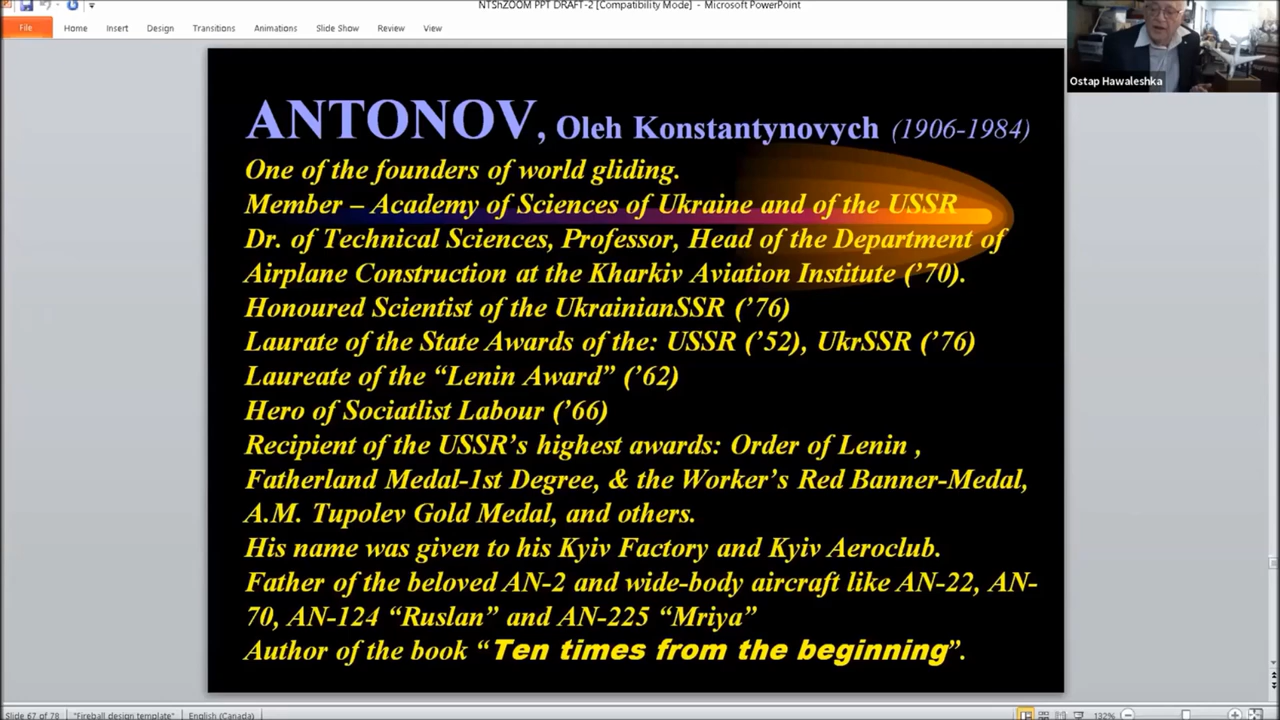 NTShZOOM PPT DRAFT-2 [Compatibility Mode] - Microsoft PowerPoint
File Home Insert Design Transitions Animations Slide Show Review View
Ostap Hawaleshka
ANTONOV, Oleh Konstantynovych (1906-1984)
One of the founders of world gliding.
Member – Academy of Sciences of Ukraine and of the USSR
Dr. of Technical Sciences, Professor, Head of the Department of
Airplane Construction at the Kharkiv Aviation Institute (’70).
Honoured Scientist of the UkrainianSSR (’76)
Laurate of the State Awards of the: USSR (’52), UkrSSR (’76)
Laureate of the “Lenin Award” (’62)
Hero of Sociatlist Labour (’66)
Recipient of the USSR’s highest awards: Order of Lenin ,
Fatherland Medal-1st Degree, & the Worker’s Red Banner-Medal,
A.M. Tupolev Gold Medal, and others.
His name was given to his Kyiv Factory and Kyiv Aeroclub.
Father of the beloved AN-2 and wide-body aircraft like AN-22, AN-
70, AN-124 “Ruslan” and AN-225 “Mriya”
Author of the book “Ten times from the beginning”.
Slide 67 of 78 "Fireball design template" English (Canada) 132%